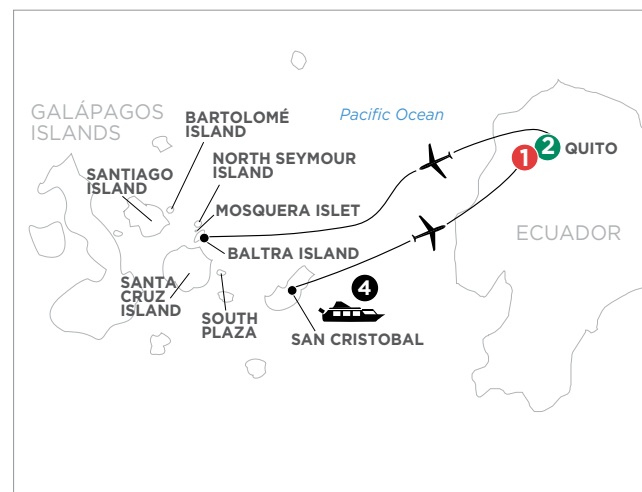 GALÁPAGOS
ISLANDS
BARTOLOMÉ
ISLAND
Pacific Ocean
NORTH SEYMOUR
ISLAND
SANTIAGO
ISLAND
MOSQUERA ISLET
BALTRA ISLAND
1
2
QUITO
ECUADOR
SANTA
CRUZ
ISLAND
SOUTH
PLAZA
4
SAN CRISTOBAL